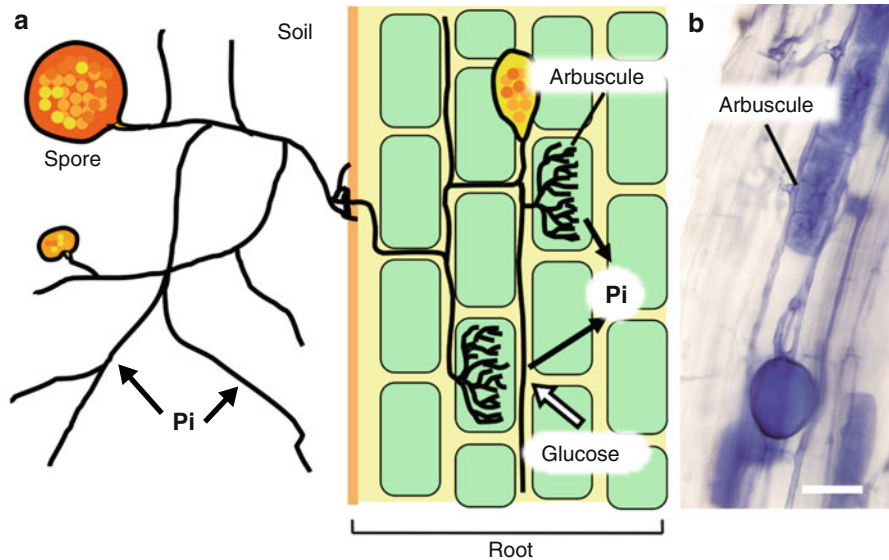 a
Soil
Spore
Arbuscule
Pi
Pi
Glucose
Root
b
Arbuscule